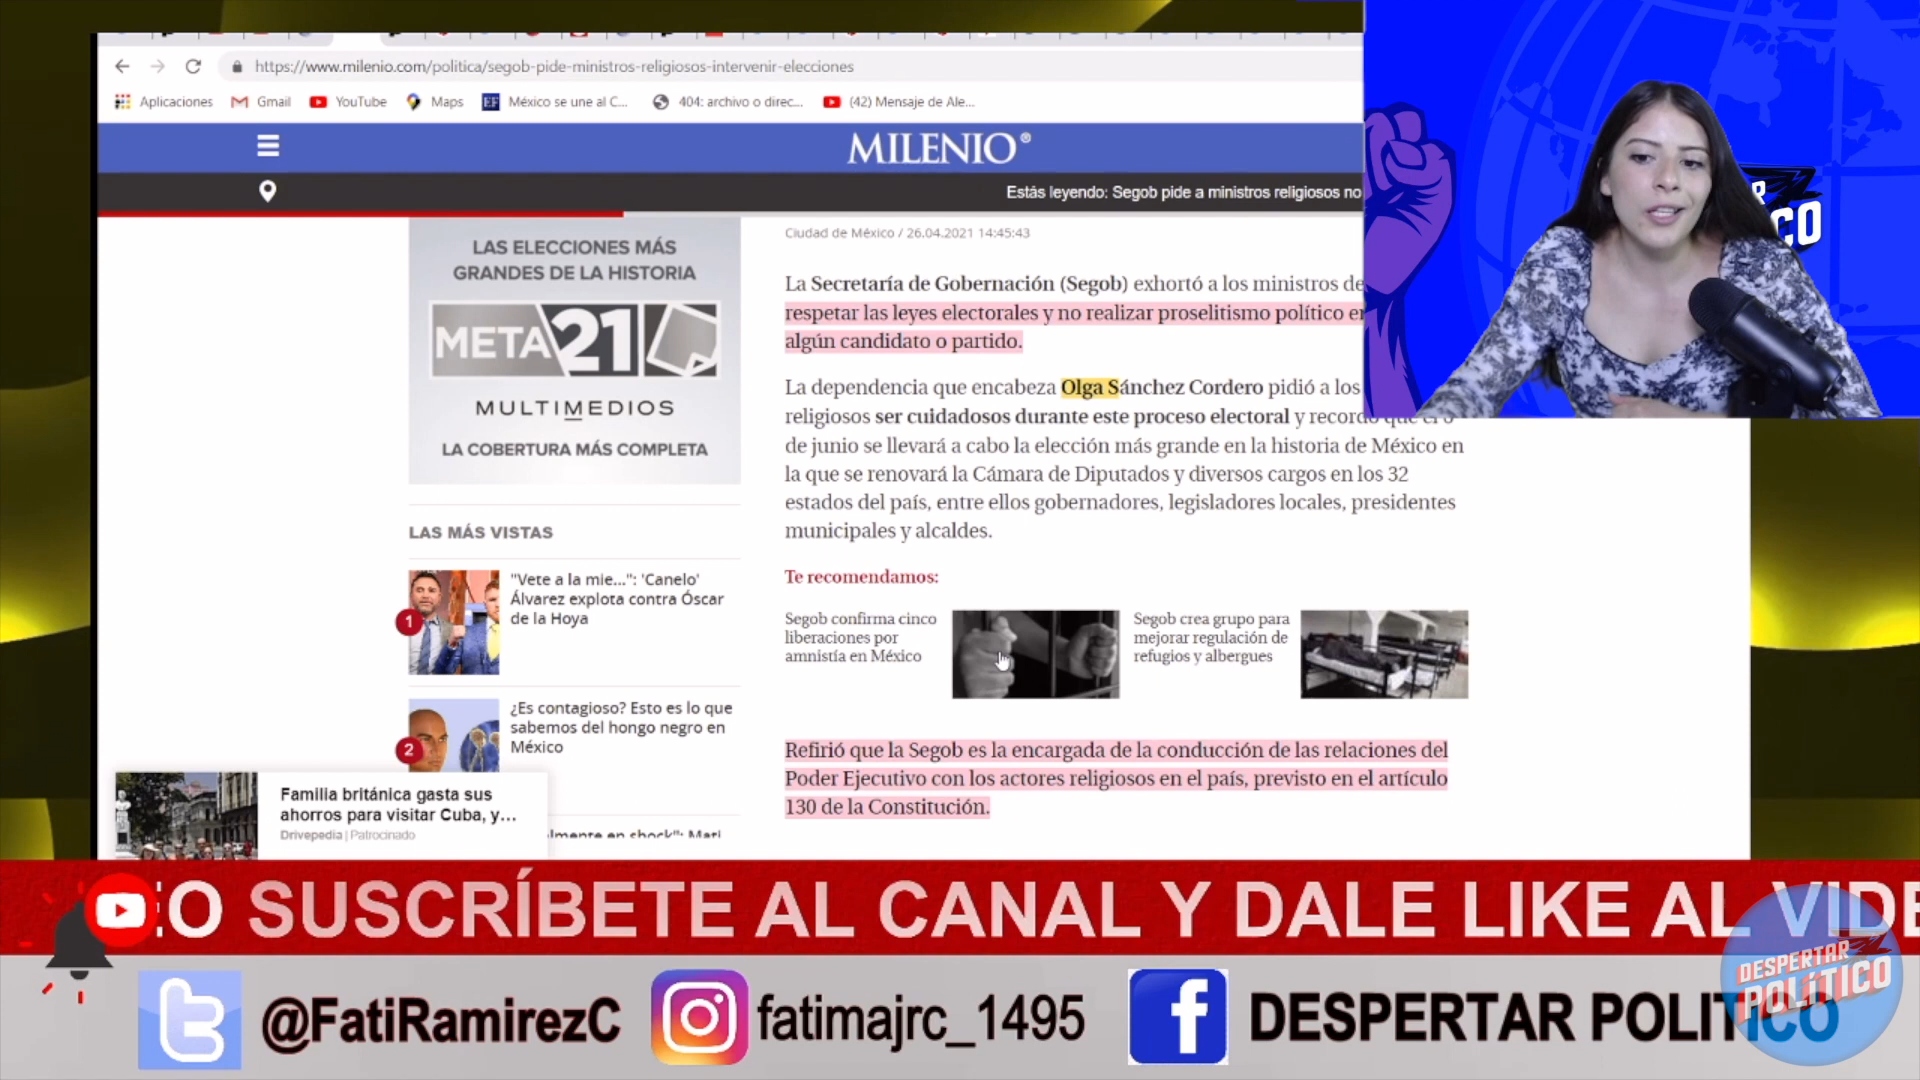 https://www.milenio.com/politica/segob-pide-ministros-religiosos-intervenir-elecciones
Aplicaciones
Gmail
YouTube
Maps
EF
México se une al C...
404: archivo o direc...
(42) Mensaje de Ale...
MILENIO®
Estás leyendo: Segob pide a ministros religiosos no
LAS ELECCIONES MÁS
GRANDES DE LA HISTORIA
META 21
MULTIMEDIOS
LA COBERTURA MÁS COMPLETA
LAS MÁS VISTAS
1
"Vete a la mie...": 'Canelo'
Álvarez explota contra Óscar
de la Hoya
2
¿Es contagioso? Esto es lo que
sabemos del hongo negro en
México
Familia británica gasta sus
ahorros para visitar Cuba, y...
Drivepedia | Patrocinado
Ciudad de México / 26.04.2021 14:45:43
La Secretaría de Gobernación (Segob) exhortó a los ministros de
respetar las leyes electorales y no realizar proselitismo político
algún candidato o partido.
La dependencia que encabeza Olga Sánchez Cordero pidió a los
religiosos ser cuidadosos durante este proceso electoral y recordó
de junio se llevará a cabo la elección más grande en la historia de México en
la que se renovará la Cámara de Diputados y diversos cargos en los 32
estados del país, entre ellos gobernadores, legisladores locales, presidentes
municipales y alcaldes.
Te recomendamos:
Segob confirma cinco
liberaciones por
amnistía en México
Segob crea grupo para
mejorar regulación de
refugios y albergues
Refirió que la Segob es la encargada de la conducción de las relaciones del
Poder Ejecutivo con los actores religiosos en el país, previsto en el artículo
130 de la Constitución.
EO SUSCRÍBETE AL CANAL Y DALE LIKE AL VIDE
@FatiRamirezC
fatimajrc_1495
DESPERTAR POLITICO
DESPERTAR
POLÍTICO